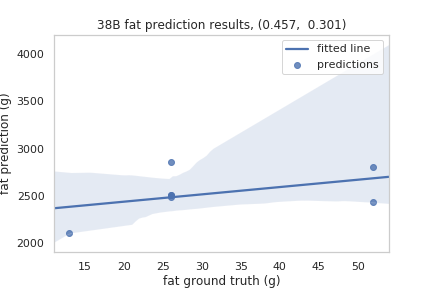 38B fat prediction results, (0.457,  0.301)
fitted line
predictions
fat prediction (g)
4000
3500
3000
2500
2000
15 20 25 30 35 40 45 50
fat ground truth (g)